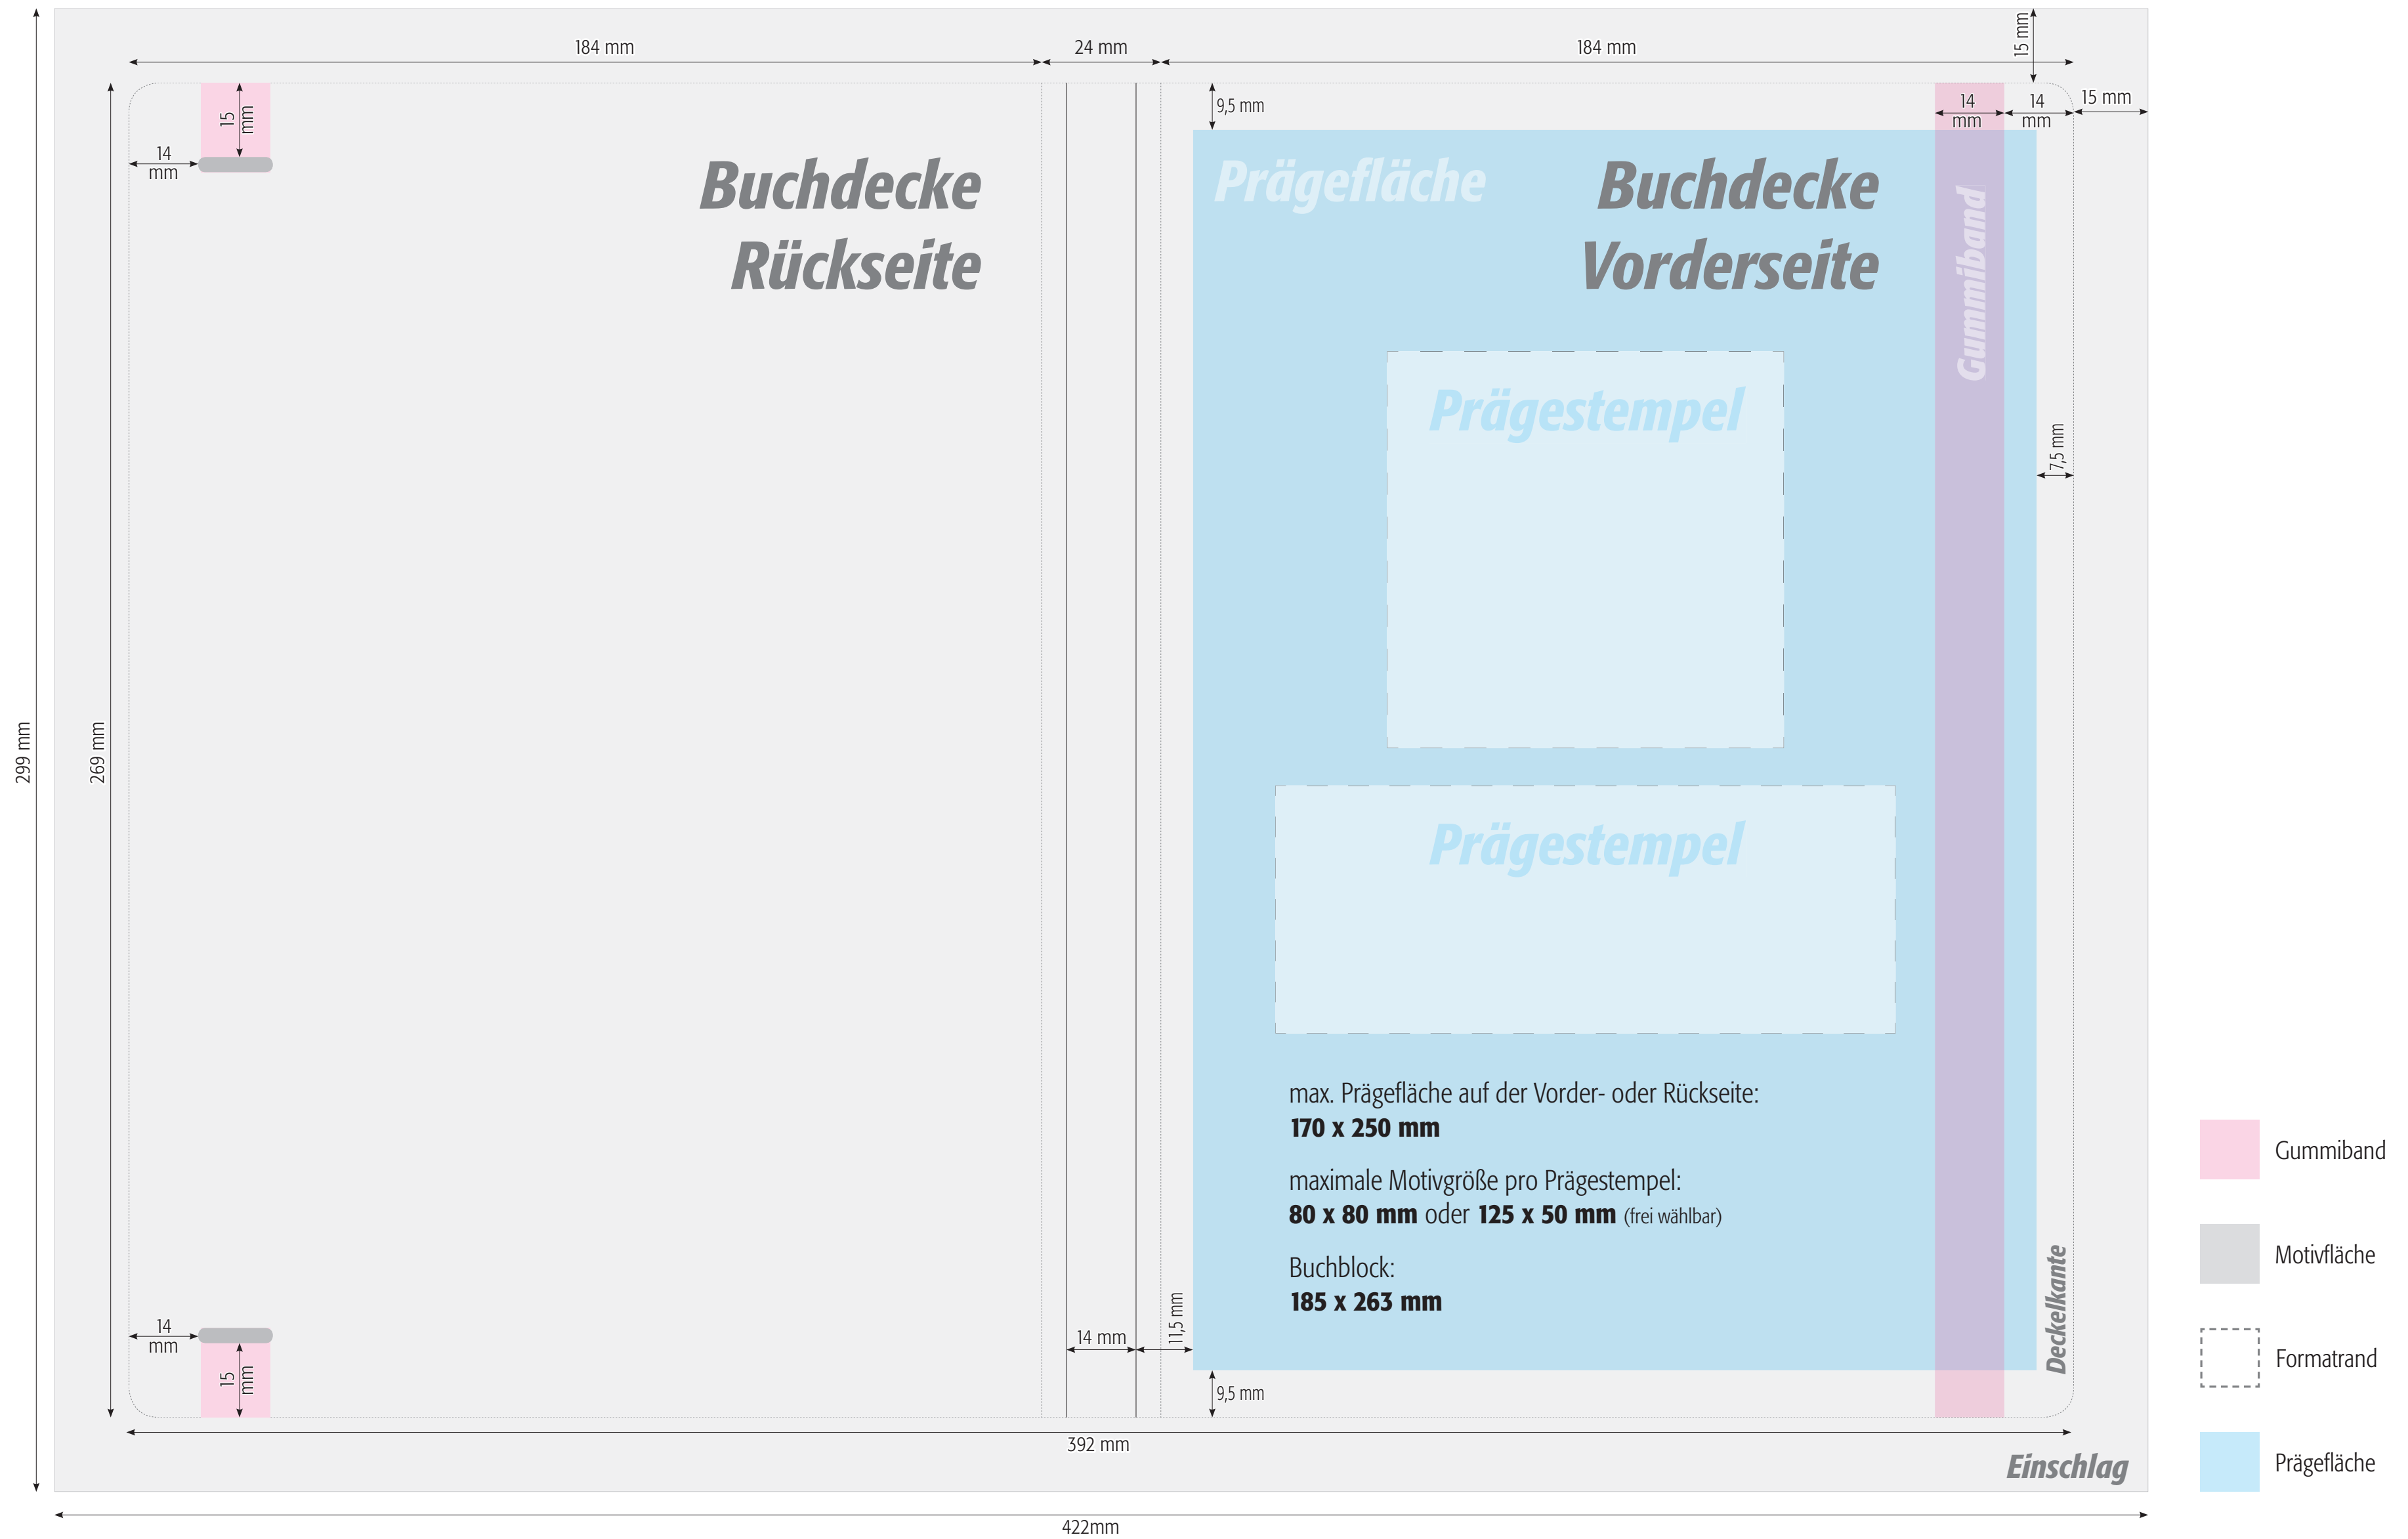 184 mm
24 mm
184 mm
15 mm
9,5 mm
14
mm
14
mm
15 mm
15
mm
14
mm
Buchdecke
Rückseite
Prägefläche
Buchdecke
Vorderseite
Gummiband
Prägestempel
7,5 mm
299 mm
269 mm
Prägestempel
max. Prägefläche auf der Vorder- oder Rückseite:
170 x 250 mm
maximale Motivgröße pro Prägestempel:
80 x 80 mm oder 125 x 50 mm (frei wählbar)
Buchblock:
185 x 263 mm
14
mm
15
mm
14 mm
11,5 mm
9,5 mm
Deckelkante
392 mm
Einschlag
422mm
Gummiband
Motivfläche
Formatrand
Prägefläche